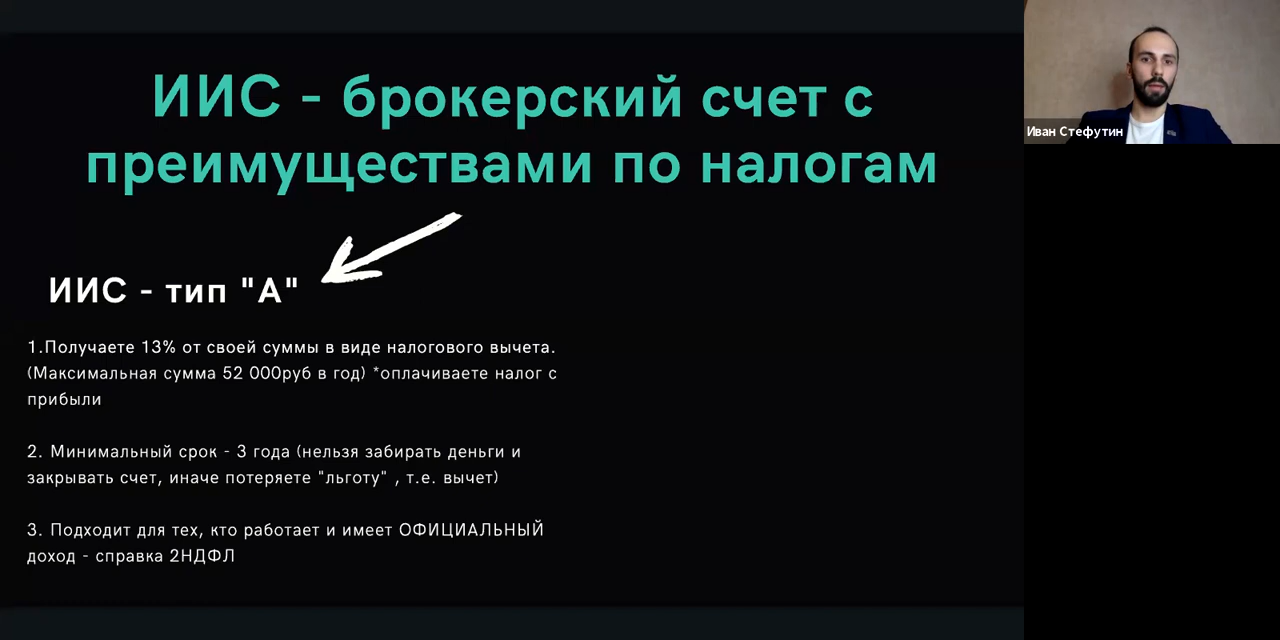 ИИС - брокерский счет с
преимуществами по налогам
ИИС - тип "А"
1.Получаете 13% от своей суммы в виде налогового вычета.
(Максимальная сумма 52 000руб в год) *оплачиваете налог с
прибыли
2. Минимальный срок - 3 года (нельзя забирать деньги и
закрывать счет, иначе потеряете "льготу" , т.е. вычет)
3. Подходит для тех, кто работает и имеет ОФИЦИАЛЬНЫЙ
доход - справка 2НДФЛ
Иван Стефутин